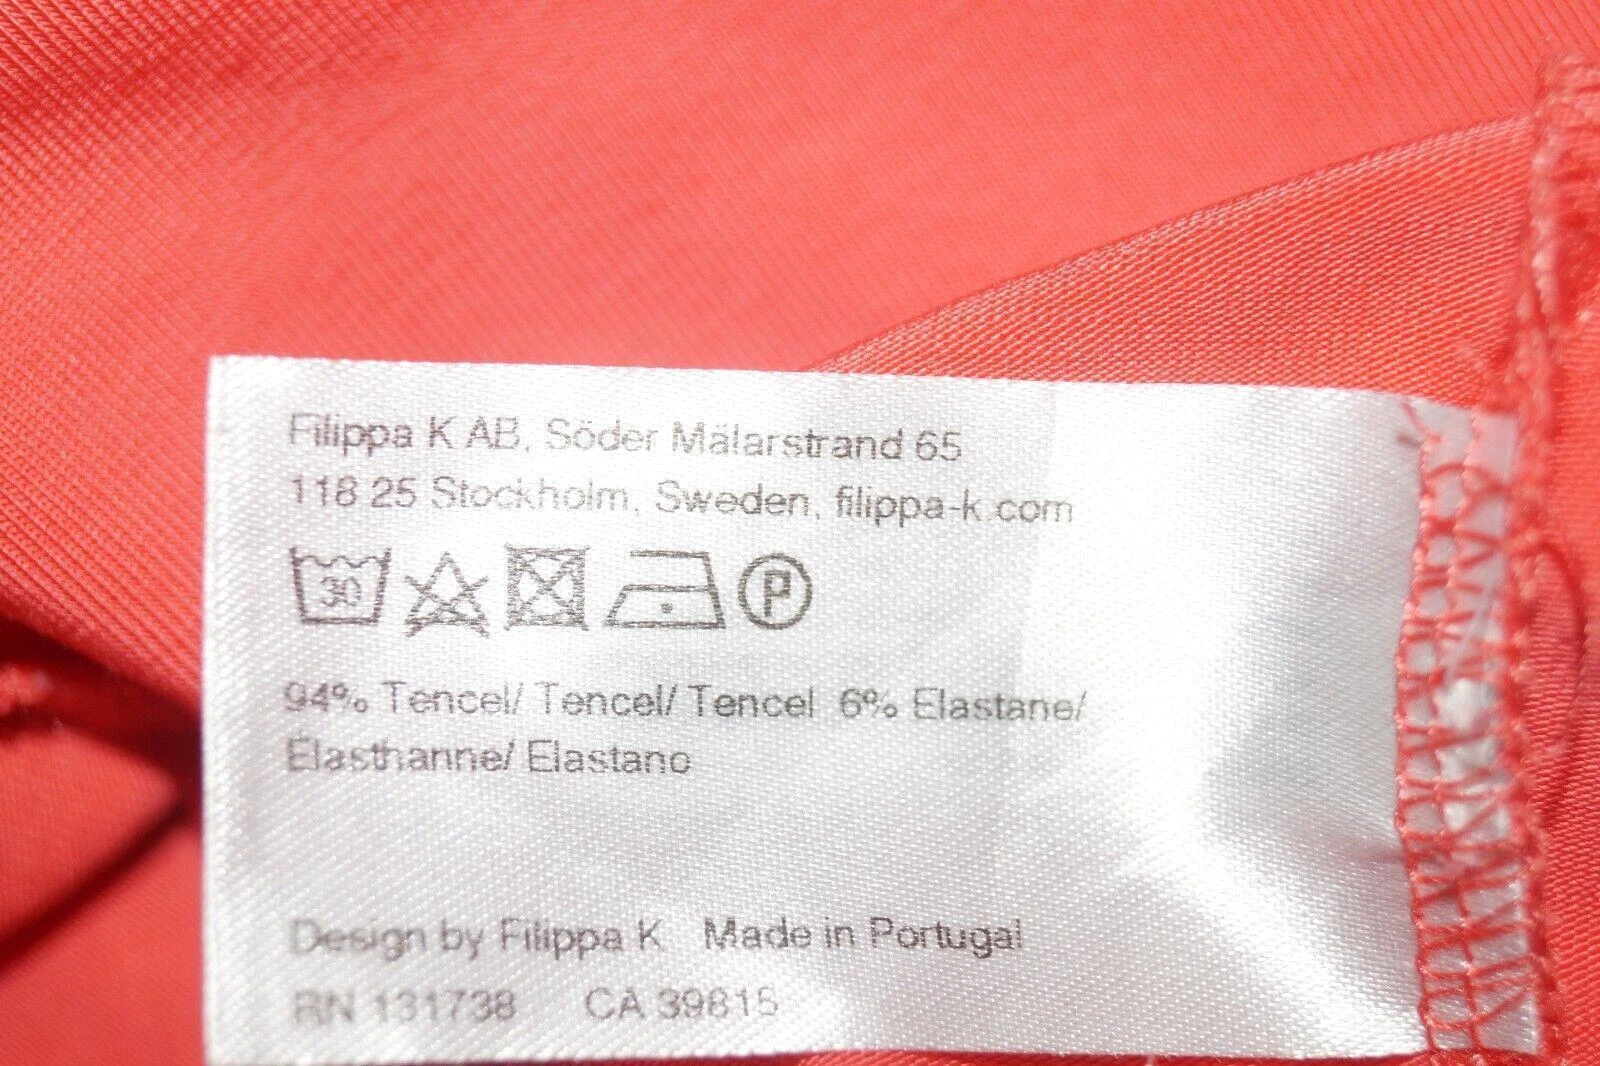 Filippa K AB, Söder Mälarstrand 65
118 25 Stockholm, Sweden, filippa-k.com
30 P
94% Tencel/ Tencel/ Tencel 6% Elastane/
Elasthanne/ Elastano
Design by Filippa K Made in Portugal
RN 131738 CA 39815